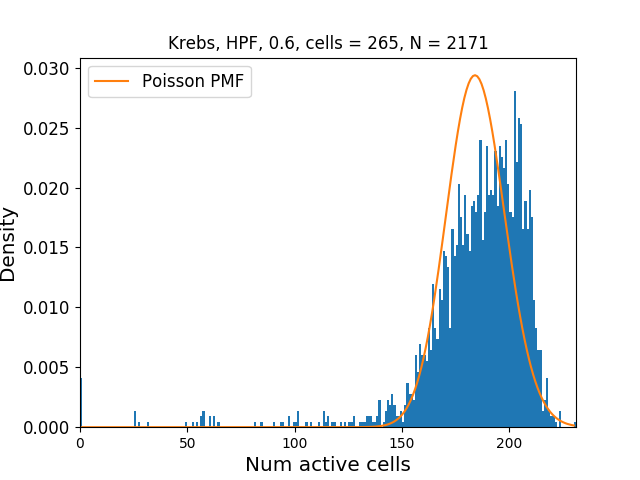 Krebs, HPF, 0.6, cells = 265, N = 2171
Poisson PMF
0.030
0.025
0.020
0.015
0.010
0.005
0.000
Density
0 50 100 150 200
Num active cells